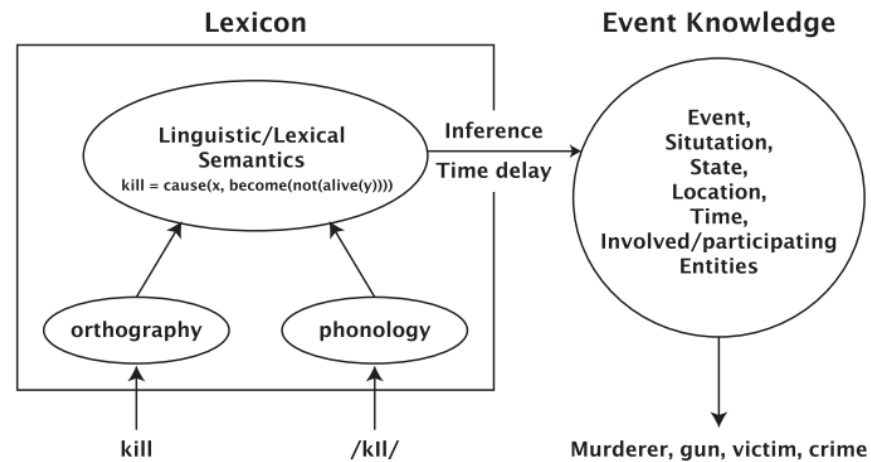 Lexicon
Event Knowledge
Linguistic/Lexical
Semantics
kill = cause(x, become(not(alive(y))))
Inference
Time delay
Event,
Situtation,
State,
Location,
Time,
Involved/participating
Entities
orthography
phonology
kill
/kIl/
Murderer, gun, victim, crime